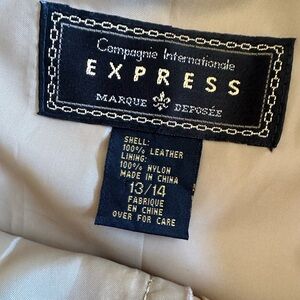 Compagnie Internationale
EXPRESS
MARQUE DEPOSÉE
SHELL:
100% LEATHER
LINING:
100% NYLON
MADE IN CHINA
13/14
FABRIQUE
EN CHINE
OVER FOR CARE